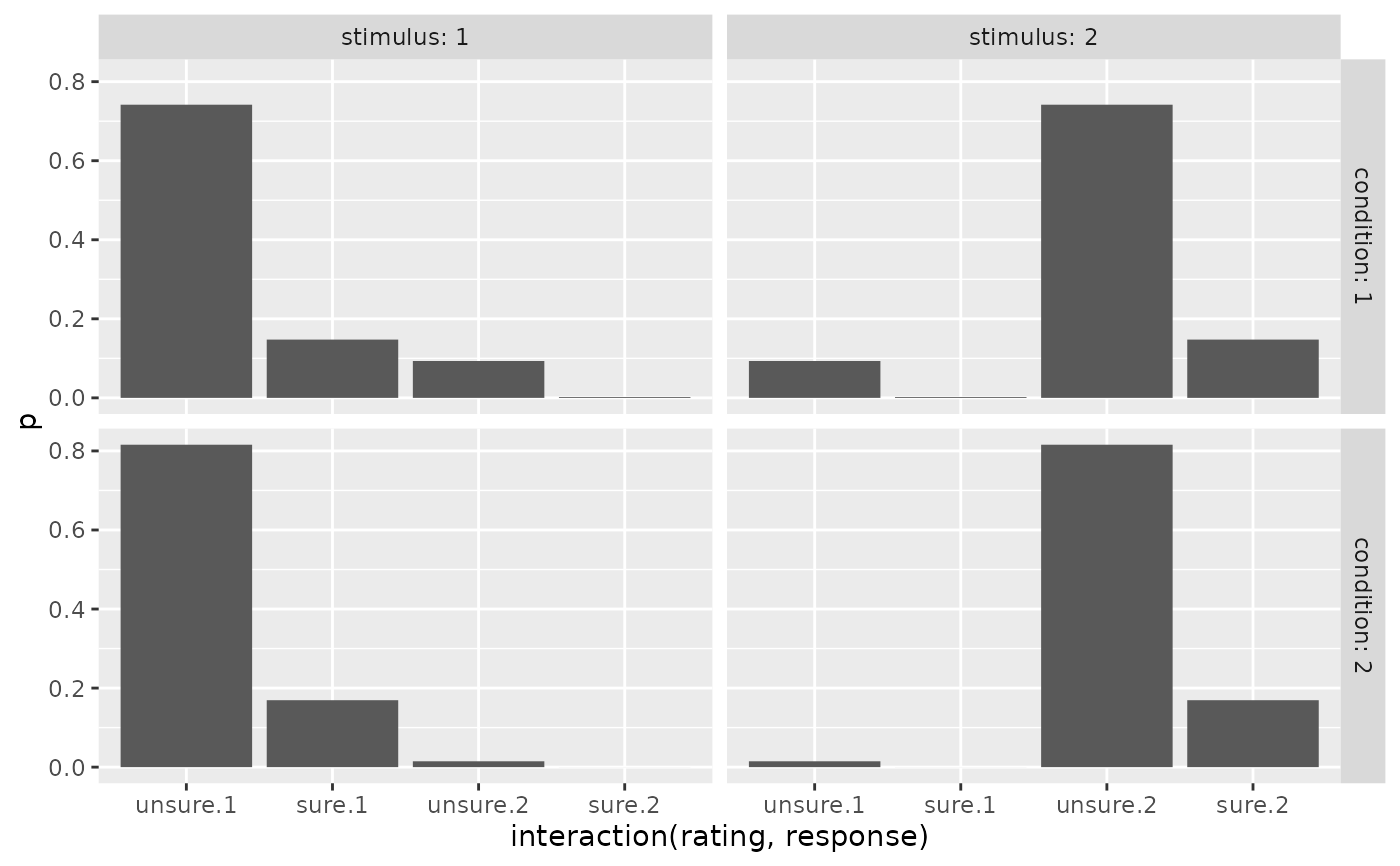 stimulus: 1
stimulus: 2
0.8
0.6
0.4
0.2
0.0
condition: 1
p
0.8
0.6
0.4
0.2
0.0
condition: 2
unsure.1 sure.1 unsure.2 sure.2
unsure.1 sure.1 unsure.2 sure.2
interaction(rating, response)